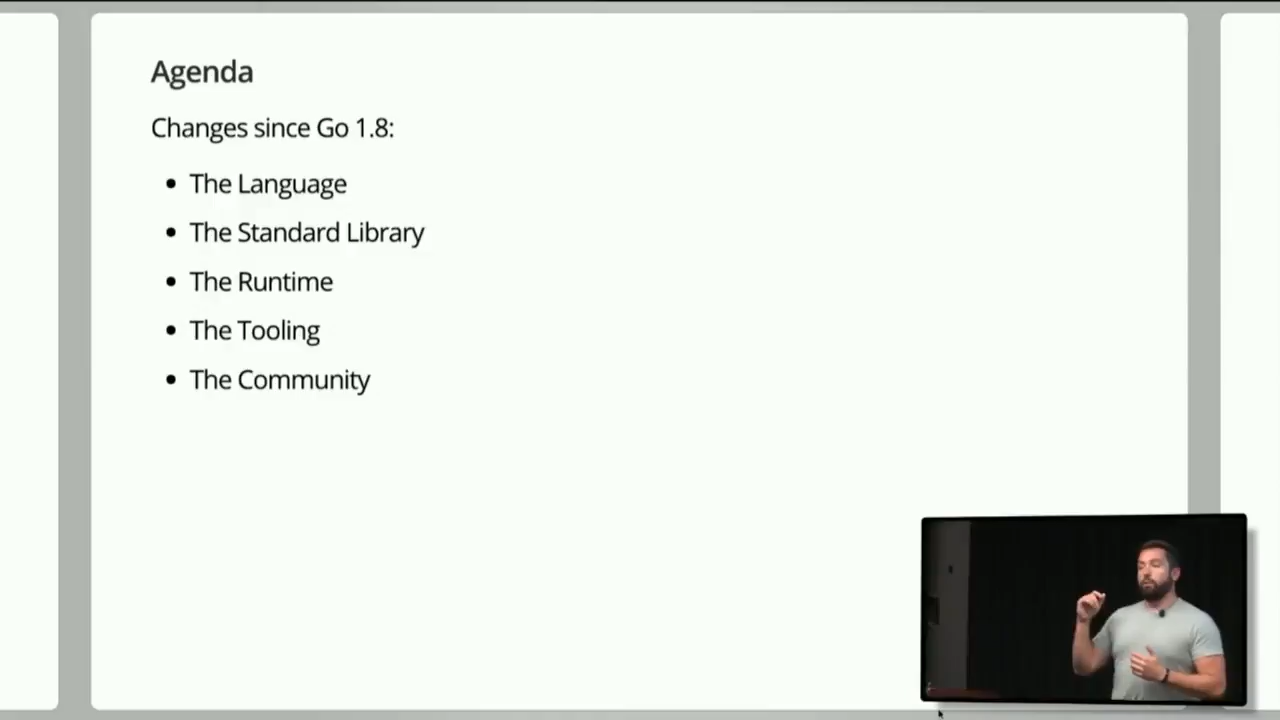 Agenda
Changes since Go 1.8:
• The Language
• The Standard Library
• The Runtime
• The Tooling
• The Community